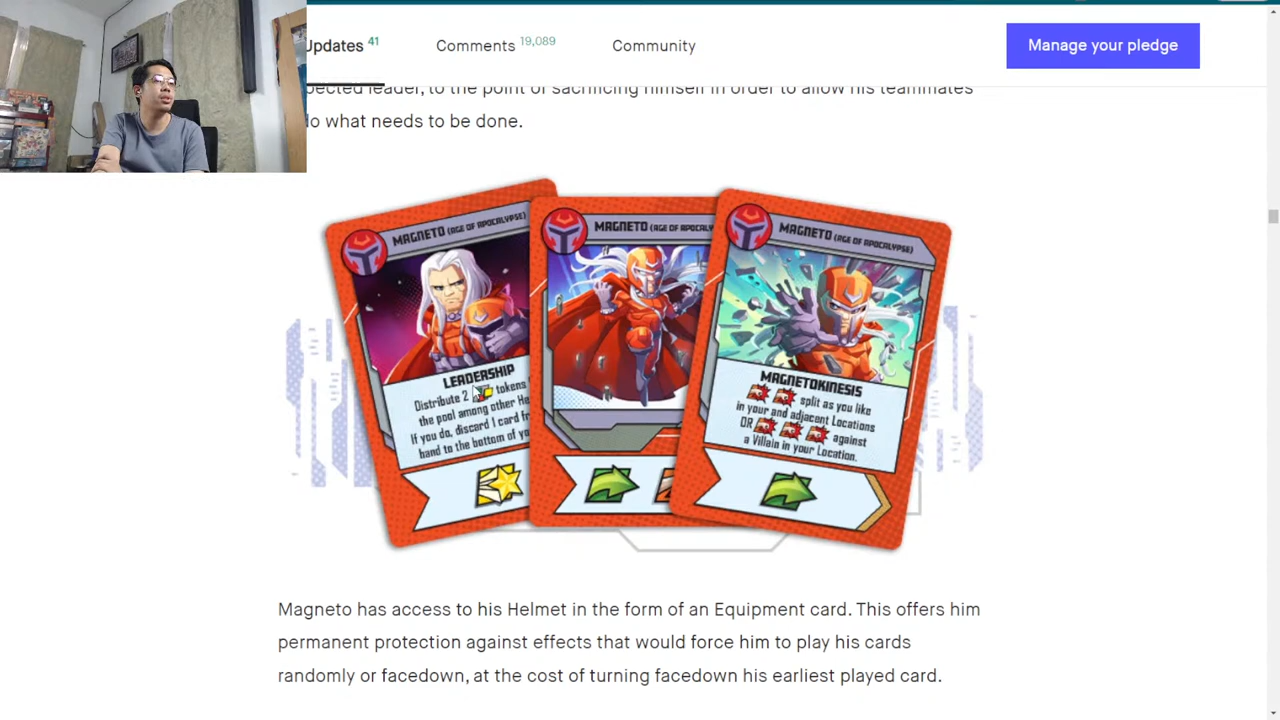 Updates 41
Comments 19,089
Community
Manage your pledge
pected leader, to the point of sacrificing himself in order to allow his teammates
o what needs to be done.
MAGNETO (AGE OF APOCALYPSE)
LEADERSHIP
Distribute 2 tokens
the pool among other He
If you do, discard 1 card fr
hand to the bottom of yo
MAGNETO (AGE OF APOCALY
MAGNETO (AGE OF APOCALYPSE)
MAGNETOKINESIS
split as you like
in your and adjacent Locations
OR against
a Villain in your Location.
Magneto has access to his Helmet in the form of an Equipment card. This offers him
permanent protection against effects that would force him to play his cards
randomly or facedown, at the cost of turning facedown his earliest played card.